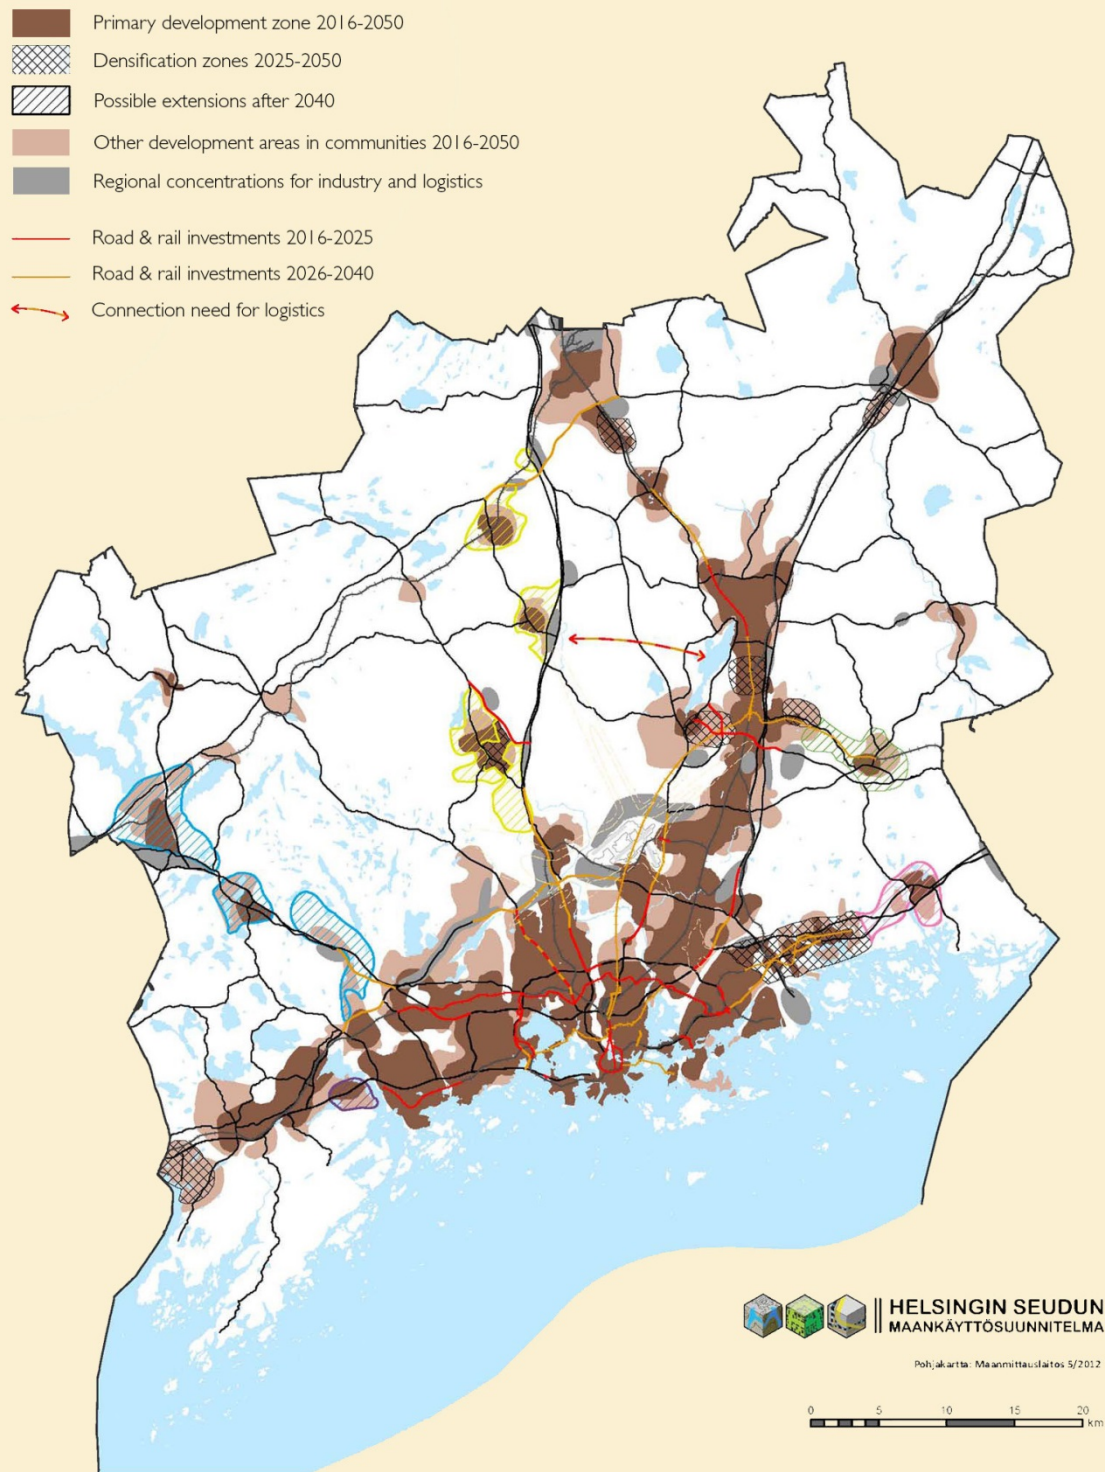 Primary development zone 2016-2050
Densification zones 2025-2050
Possible extensions after 2040
Other development areas in communities 2016-2050
Regional concentrations for industry and logistics
Road & rail investments 2016-2025
Road & rail investments 2026-2040
Connection need for logistics
HELSINGIN SEUDUN
MAANKÄYTTÖSUUNNITELMA
Pohjakartta: Maanmittauslaitos 5/2012
0 5 10 15 20
km